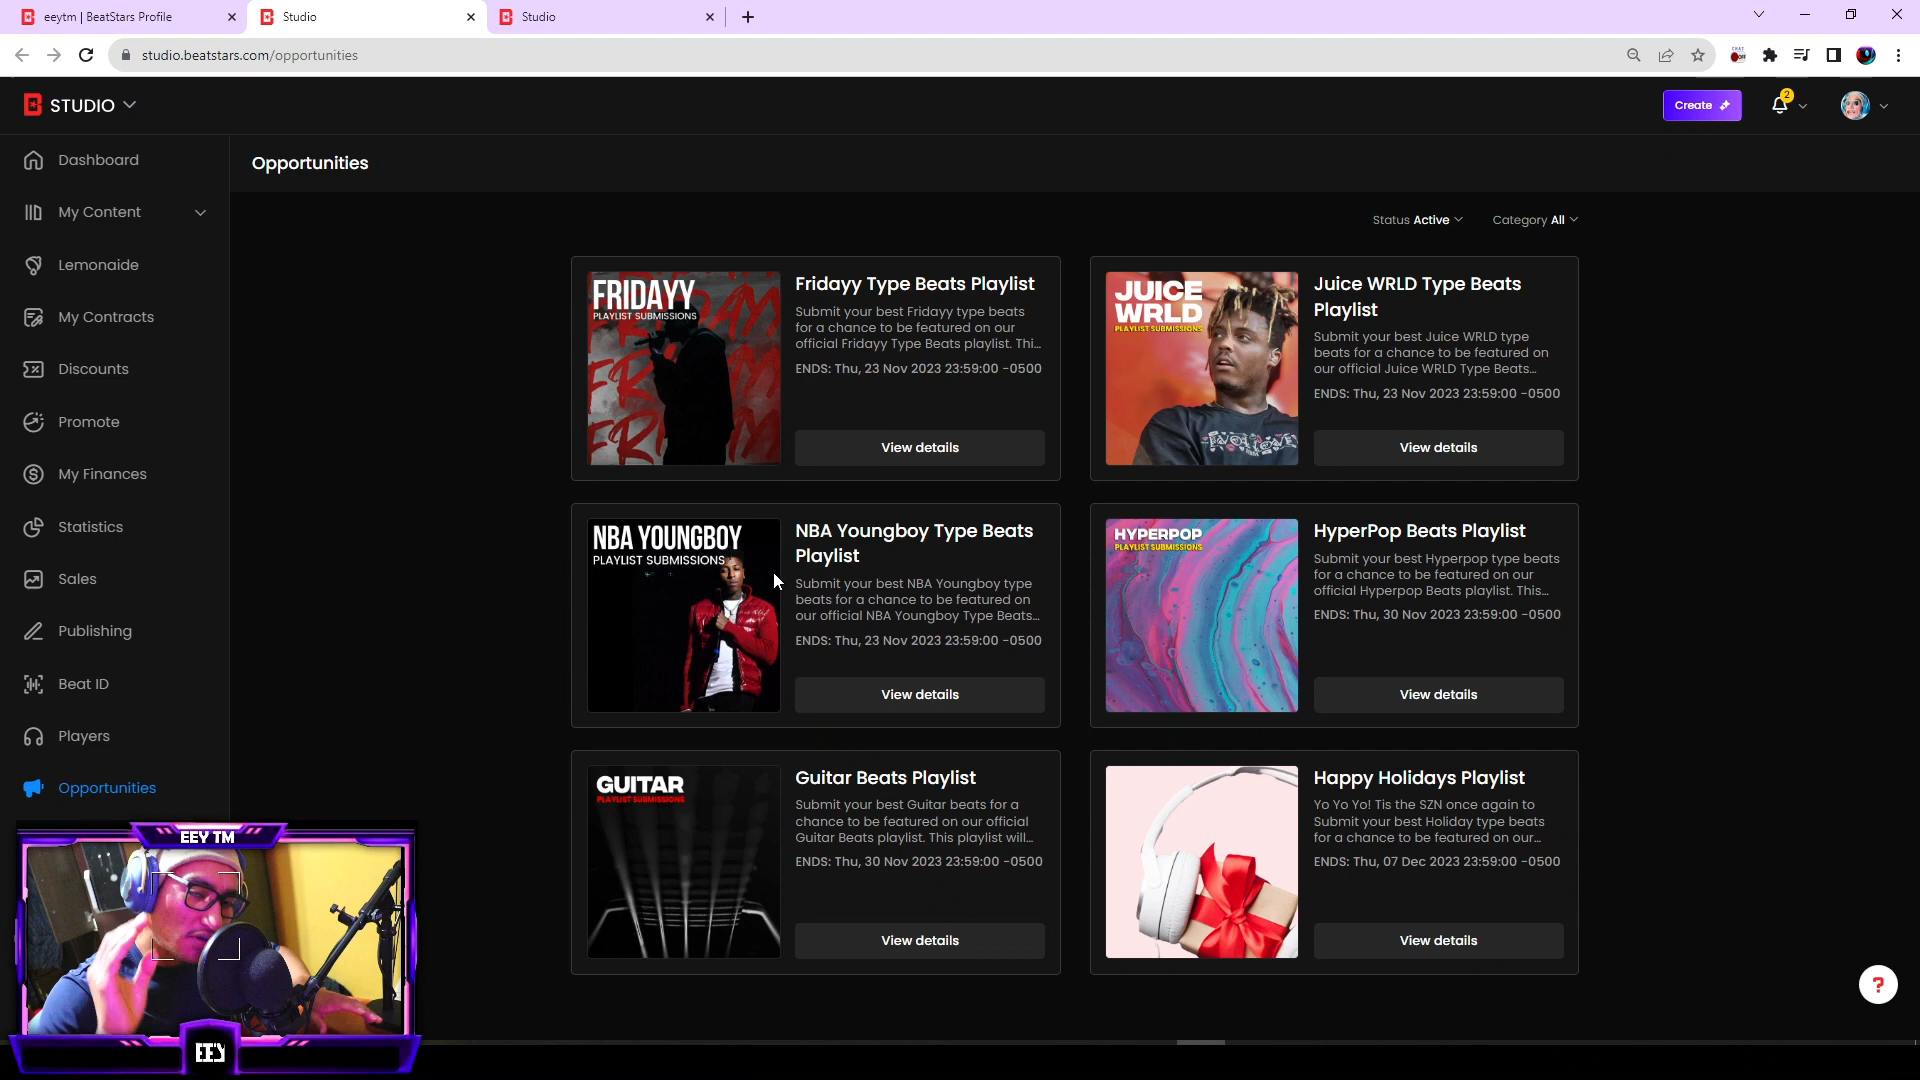 eeytm | BeatStars Profile
Studio
Studio
studio.beatstars.com/opportunities
STUDIO
Create
2
Dashboard
My Content
Lemonaide
My Contracts
Discounts
Promote
My Finances
Statistics
Sales
Publishing
Beat ID
Players
Opportunities
Opportunities
Status Active
Category All
FRIDAYY
PLAYLIST SUBMISSIONS
Fridayy Type Beats Playlist
Submit your best Fridayy type beats
for a chance to be featured on our
official Fridayy Type Beats playlist. Thi...
ENDS: Thu, 23 Nov 2023 23:59:00 -0500
View details
JUICE
WRLD
PLAYLIST SUBMISSIONS
Juice WRLD Type Beats
Playlist
Submit your best Juice WRLD type
beats for a chance to be featured on
our official Juice WRLD Type Beats...
ENDS: Thu, 23 Nov 2023 23:59:00 -0500
View details
NBA YOUNGBOY
PLAYLIST SUBMISSIONS
NBA Youngboy Type Beats
Playlist
Submit your best NBA Youngboy type
beats for a chance to be featured on
our official NBA Youngboy Type Beats...
ENDS: Thu, 23 Nov 2023 23:59:00 -0500
View details
HYPERPOP
PLAYLIST SUBMISSIONS
HyperPop Beats Playlist
Submit your best Hyperpop type beats
for a chance to be featured on our
official Hyperpop Beats playlist. This...
ENDS: Thu, 30 Nov 2023 23:59:00 -0500
View details
GUITAR
PLAYLIST SUBMISSIONS
Guitar Beats Playlist
Submit your best Guitar beats for a
chance to be featured on our official
Guitar Beats playlist. This playlist will...
ENDS: Thu, 30 Nov 2023 23:59:00 -0500
View details
Happy Holidays Playlist
Yo Yo Yo! Tis the SZN once again to
Submit your best Holiday type beats
for a chance to be featured on our...
ENDS: Thu, 07 Dec 2023 23:59:00 -0500
View details
?
EEY TM
EEY